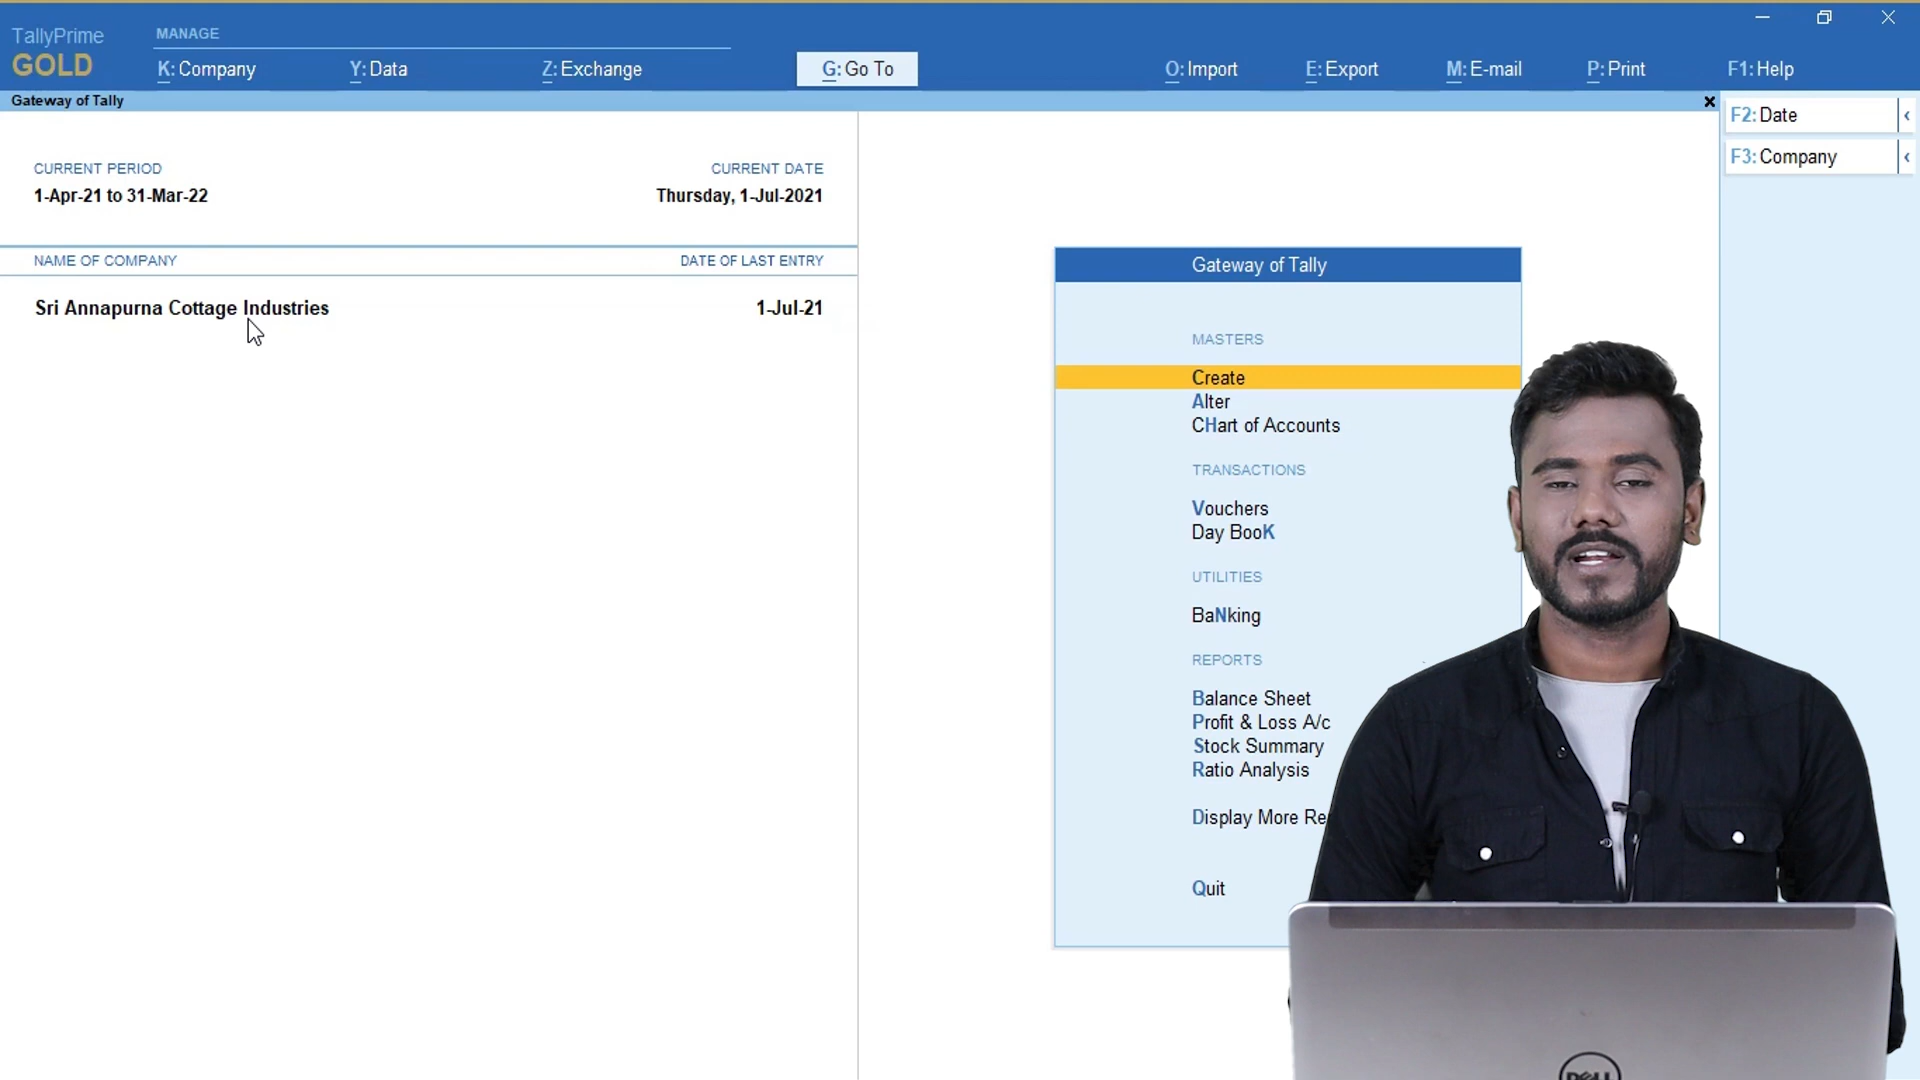 TallyPrime
GOLD
MANAGE
K: Company
Y: Data
Z: Exchange
G: Go To
O: Import
E: Export
M: E-mail
P: Print
F1: Help
Gateway of Tally
F2: Date
F3: Company
CURRENT PERIOD
CURRENT DATE
1-Apr-21 to 31-Mar-22
Thursday, 1-Jul-2021
NAME OF COMPANY
DATE OF LAST ENTRY
Sri Annapurna Cottage Industries
1-Jul-21
Gateway of Tally
MASTERS
Create
Alter
CHart of Accounts
TRANSACTIONS
Vouchers
Day BooK
UTILITIES
BaNking
REPORTS
Balance Sheet
Profit & Loss A/c
Stock Summary
Ratio Analysis
Display More Re
Quit
DELL